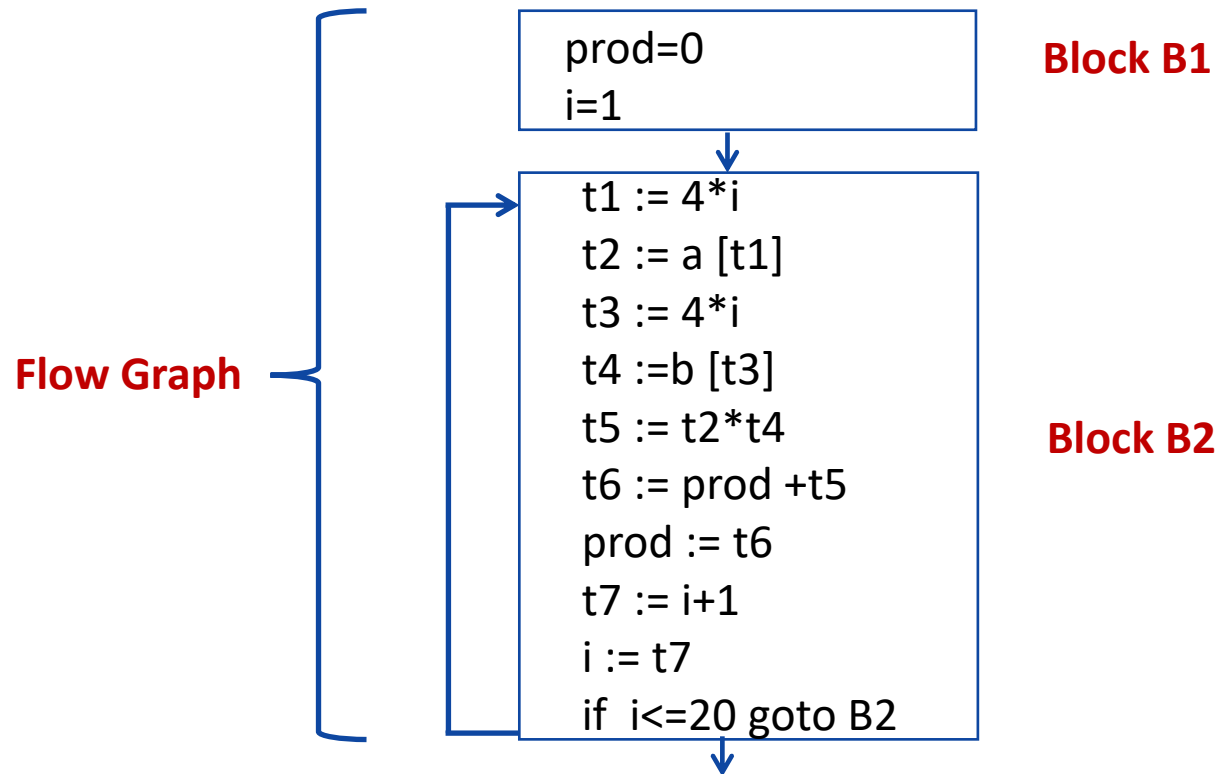 prod=0
i=1
Block B1
t1 := 4*i
t2 := a [t1]
t3 := 4*i
t4 :=b [t3]
t5 := t2*t4
t6 := prod +t5
prod := t6
t7 := i+1
i := t7
if i<=20 goto B2
Flow Graph
Block B2